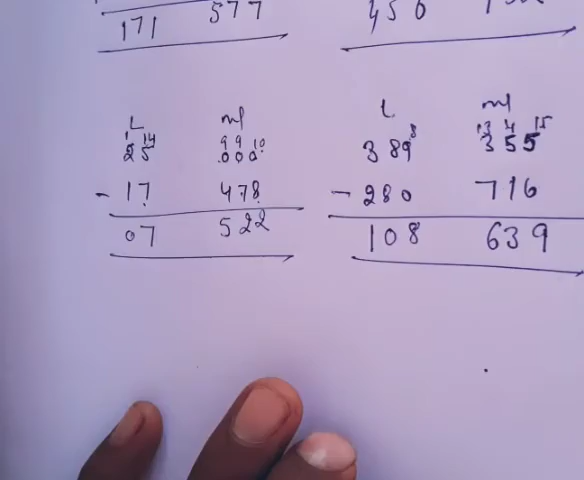 171 577
450
L ml
1 14 9 9 10
25 000
- 17 478
07 522
L ml
8 13 4 15
389 355
- 280 716
108 639